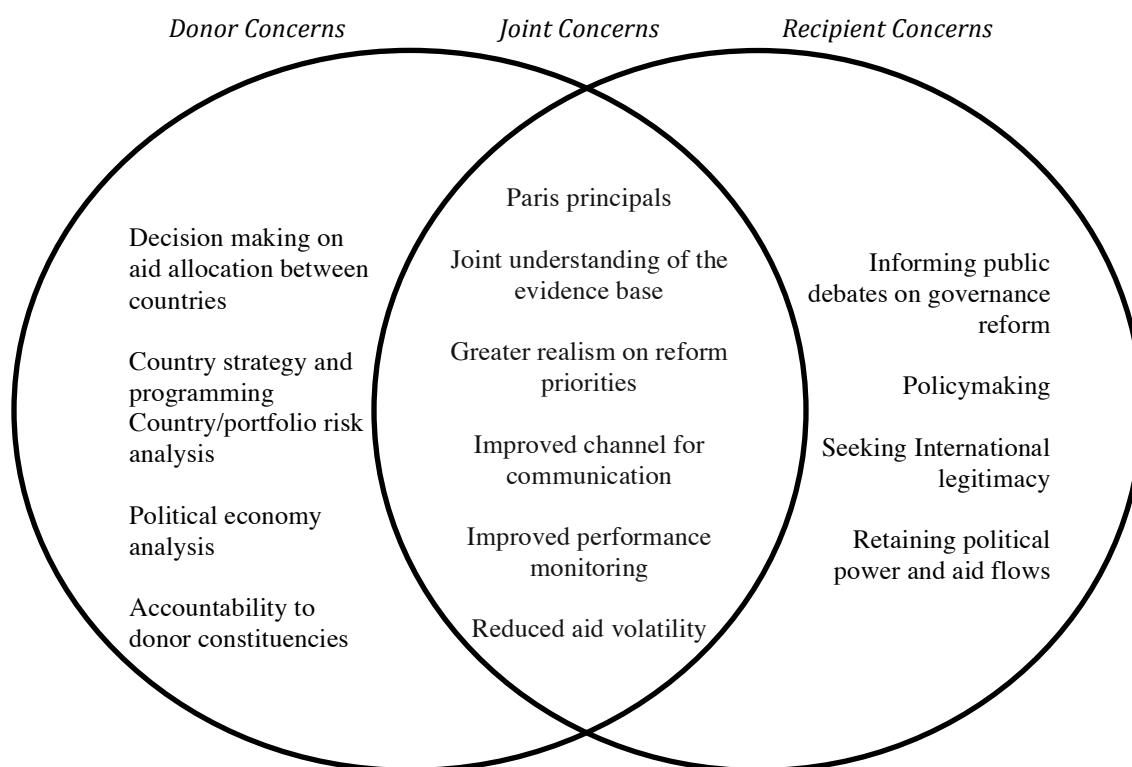 Donor Concerns
Joint Concerns
Recipient Concerns
Decision making on
aid allocation between
countries
Country strategy and
programming
Country/portfolio risk
analysis
Political economy
analysis
Accountability to
donor constituencies
Paris principals
Joint understanding of the
evidence base
Greater realism on reform
priorities
Improved channel for
communication
Improved performance
monitoring
Reduced aid volatility
Informing public
debates on governance
reform
Policymaking
Seeking International
legitimacy
Retaining political
power and aid flows